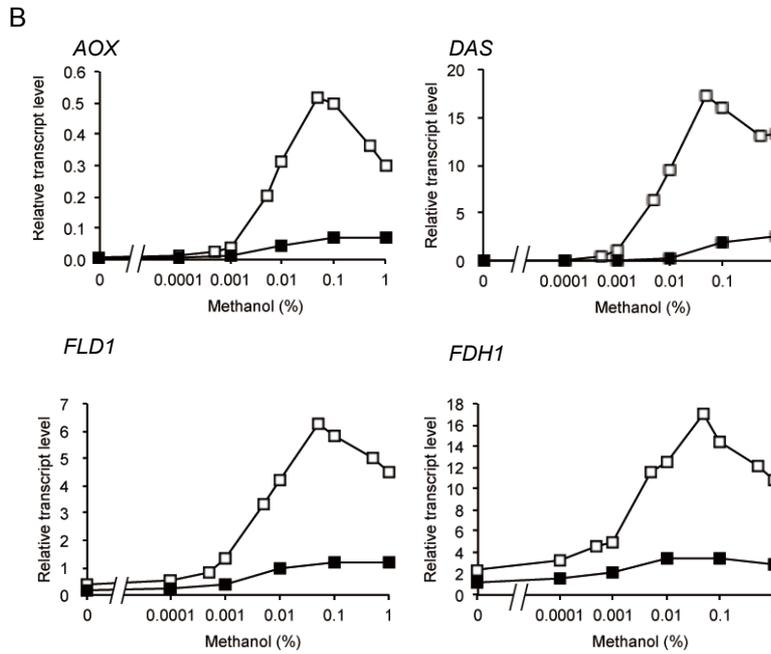 B
AOX
Relative transcript level
0.6
0.5
0.4
0.3
0.2
0.1
0.0
0 0.0001 0.001 0.01 0.1 1
Methanol (%)
DAS
Relative transcript level
20
15
10
5
0
0 0.0001 0.001 0.01 0.1
Methanol (%)
FLD1
Relative transcript level
7
6
5
4
3
2
1
0
0 0.0001 0.001 0.01 0.1 1
Methanol (%)
FDH1
Relative transcript level
18
16
14
12
10
8
6
4
2
0
0 0.0001 0.001 0.01 0.1
Methanol (%)